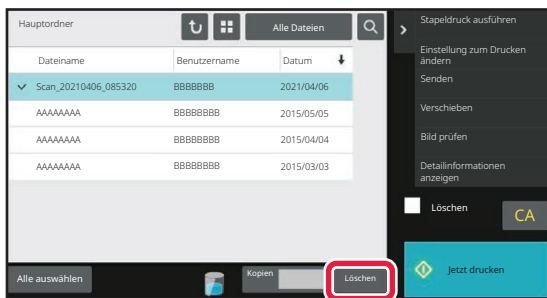 Hauptordner
Alle Dateien
Dateiname Benutzername Datum
Scan_20210406_085320 BBBBBBB 2021/04/06
AAAAAAAA BBBBBBBB 2015/05/05
AAAAAAAA BBBBBBBB 2015/04/04
AAAAAAAA BBBBBBBB 2015/03/03
Alle auswählen
Kopien
Löschen
Stapeldruck ausführen
Einstellung zum Drucken
ändern
Senden
Verschieben
Bild prüfen
Detailinformationen
anzeigen
Löschen
CA
Jetzt drucken